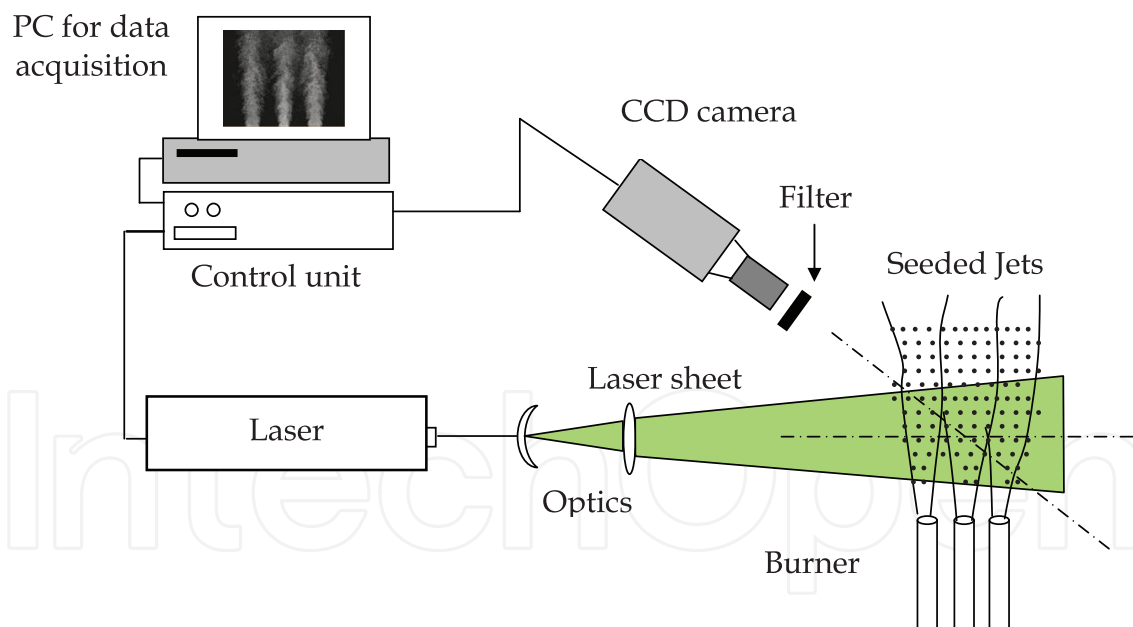 PC for data
acquisition
CCD camera
Filter
Seeded Jets
Control unit
Laser sheet
Laser
Optics
Burner
IntechOpen